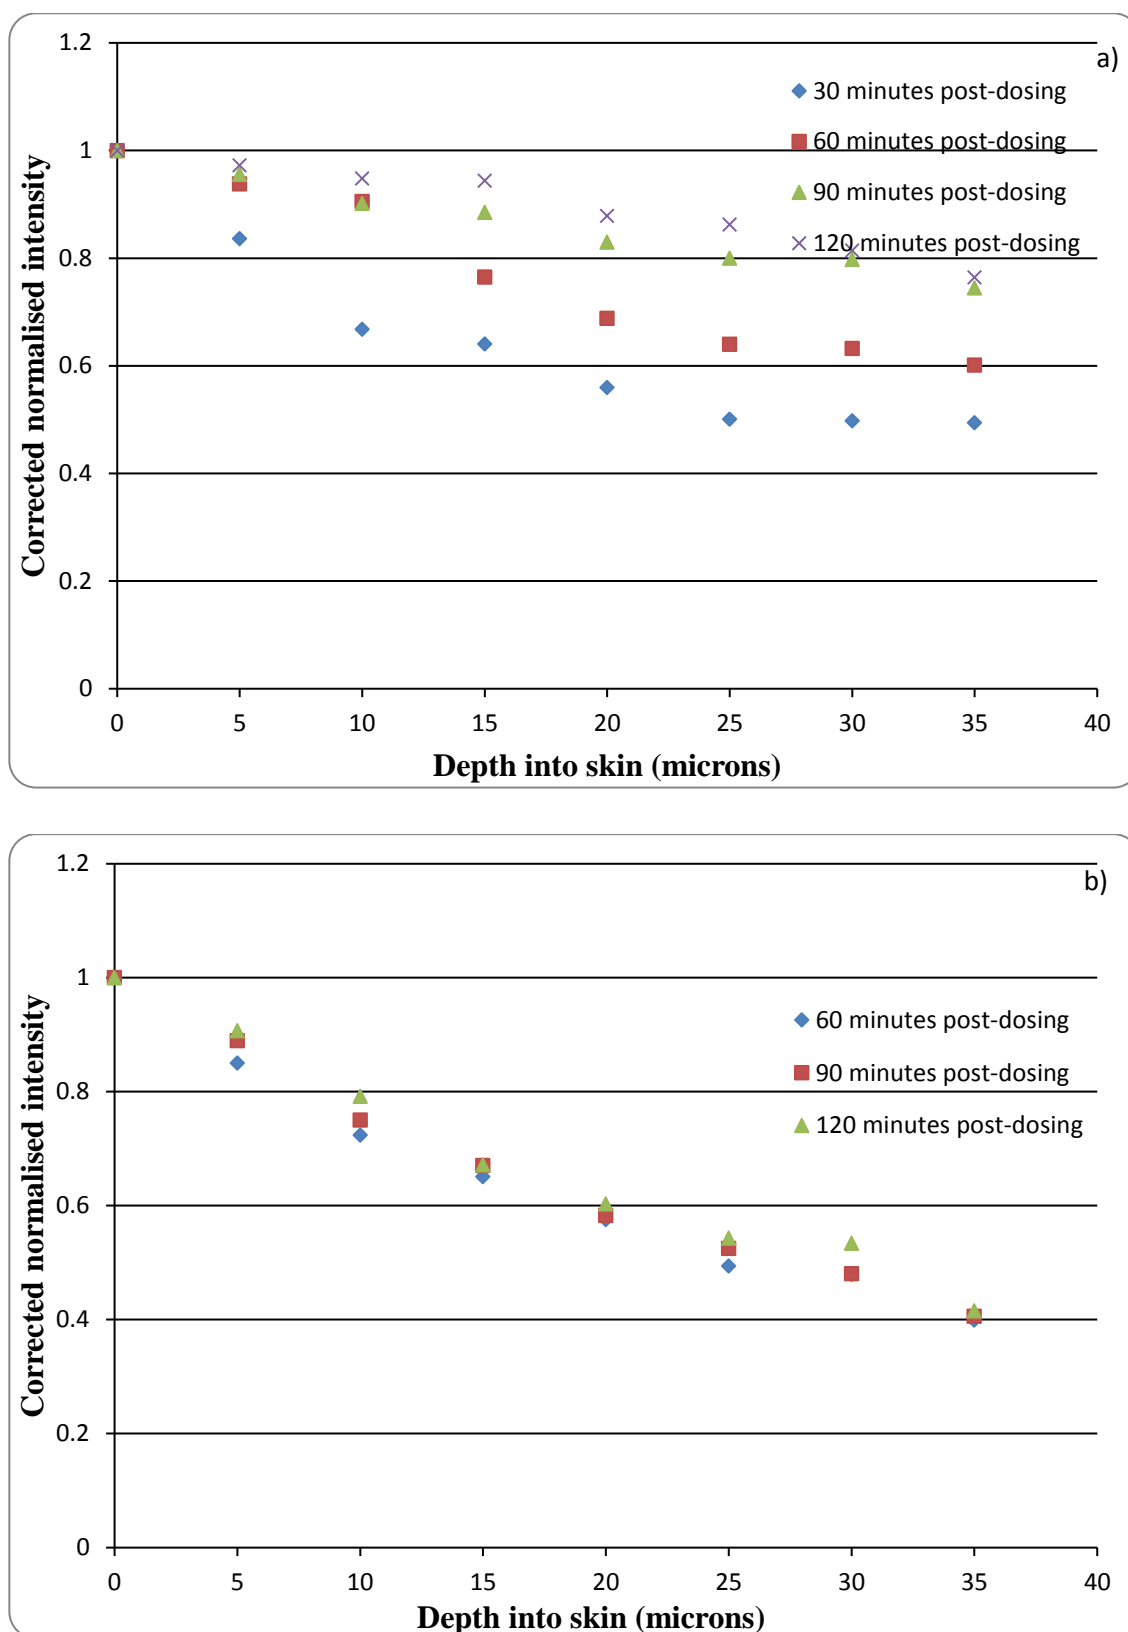 1.2
a)
30 minutes post-dosing
1
60 minutes post-dosing
90 minutes post-dosing
0.8
120 minutes post-dosing
0.6
0.4
0.2
0
0 5 10 15 20 25 30 35 40
Corrected normalised intensity
Depth into skin (microns)
1.2
b)
1
60 minutes post-dosing
90 minutes post-dosing
0.8
120 minutes post-dosing
0.6
0.4
0.2
0
0 5 10 15 20 25 30 35 40
Corrected normalised intensity
Depth into skin (microns)